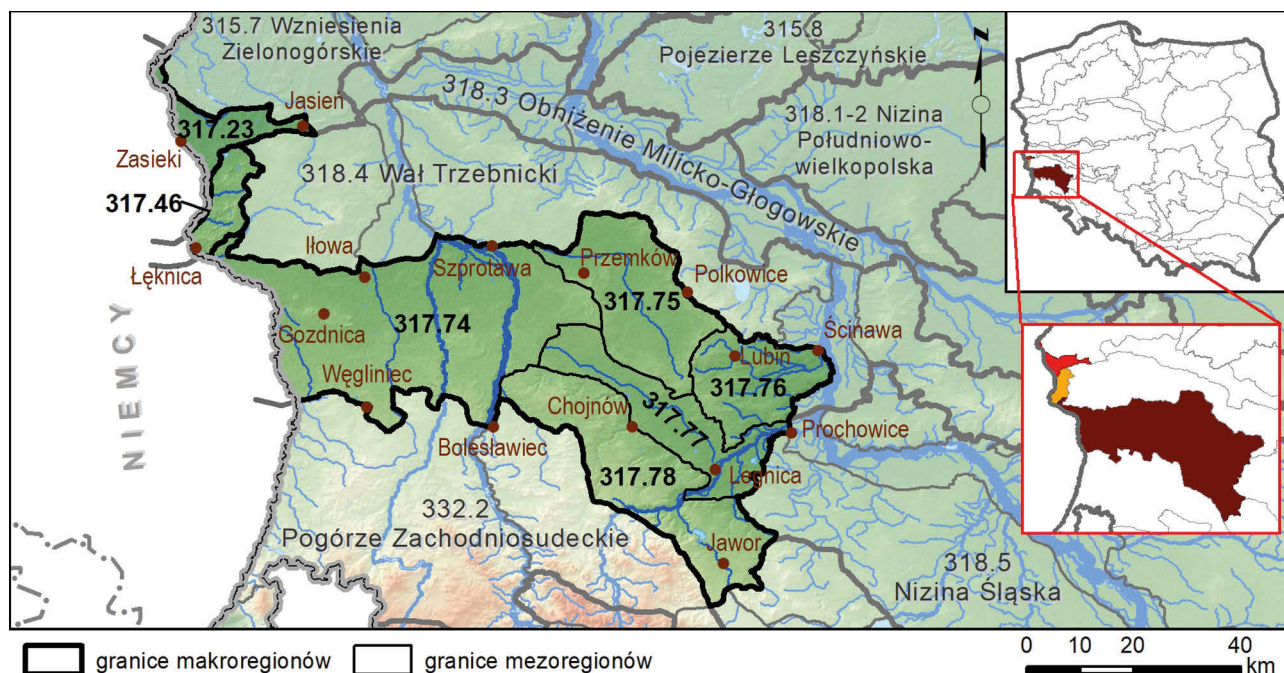 315.7 Wzniesienia
Zielonogórskie
315.8
Pojezierze Leszczyńskie
N
318.3 Obniżenie Milicko-Głogowskie
318.1-2 Nizina
Południowo-
wielkopolska
Jasień
317.23
Zasieki
318.4 Wał Trzebnicki
317.46
Łęknica
Iłowa
Szprotawa
Przemków
Polkowice
317.75
Gozdnica
317.74
Ścinawa
Lubin
317.76
Węgliniec
Chojnów
317.77
Prochowice
Bolesławiec
Legnica
317.78
NIEMCY
332.2
Pogórze Zachodniosudeckie
Jawor
318.5
Nizina Śląska
granice makroregionów
granice mezoregionów
0 10 20 40
km